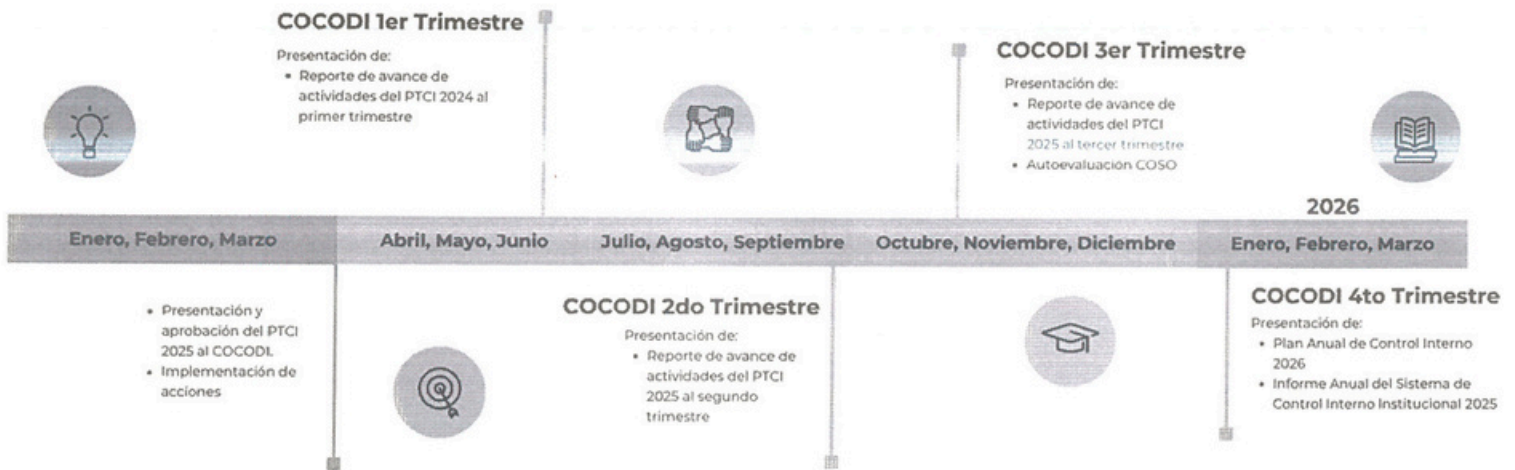 COCODI 1er Trimestre
Presentación de:
• Reporte de avance de
actividades del PTCI 2024 al
primer trimestre
COCODI 3er Trimestre
Presentación de:
• Reporte de avance de
actividades del PTCI
2025 al tercer trimestre
• Autoevaluación COSO
2026
Enero, Febrero, Marzo
Abril, Mayo, Junio
Julio, Agosto, Septiembre
Octubre, Noviembre, Diciembre
Enero, Febrero, Marzo
• Presentación y
aprobación del PTCI
2025 al COCODI.
• Implementación de
acciones
COCODI 2do Trimestre
Presentación de:
• Reporte de avance de
actividades del PTCI
2025 al segundo
trimestre
COCODI 4to Trimestre
Presentación de:
• Plan Anual de Control Interno
2026
• Informe Anual del Sistema de
Control Interno Institucional 2025